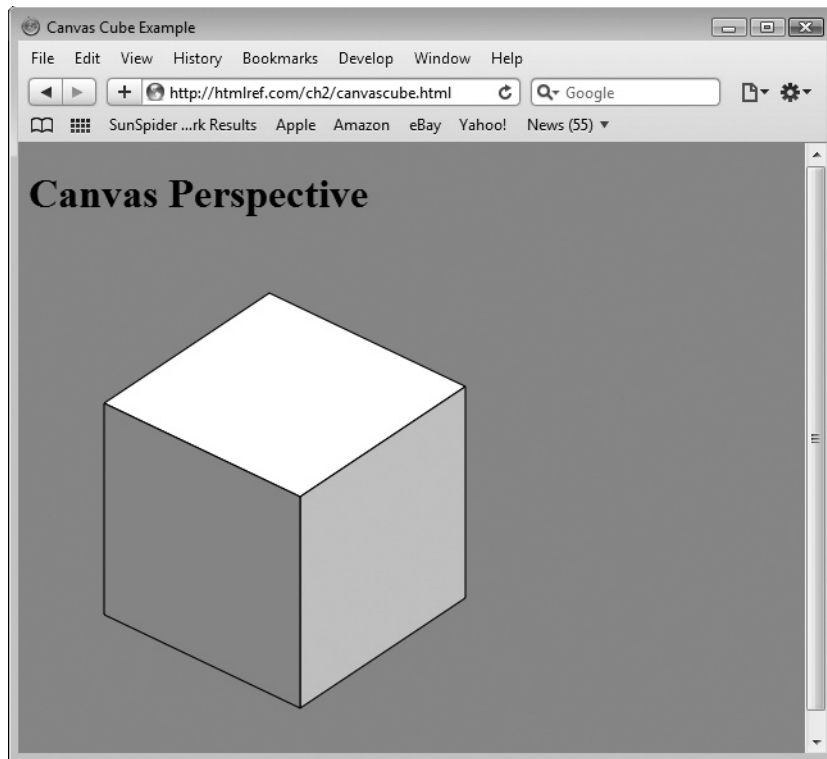 Canvas Cube Example
File Edit View History Bookmarks Develop Window Help
http://htmlref.com/ch2/canvascube.html Google
SunSpider ...rk Results Apple Amazon eBay Yahoo! News (55)
Canvas Perspective